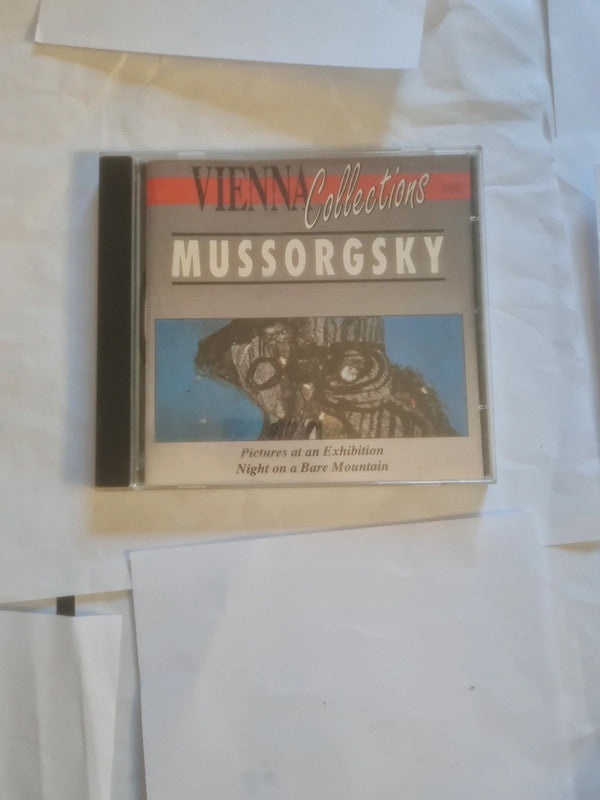 VIENNA Collections
MUSSORGSKY
Pictures at an Exhibition
Night on a Bare Mountain